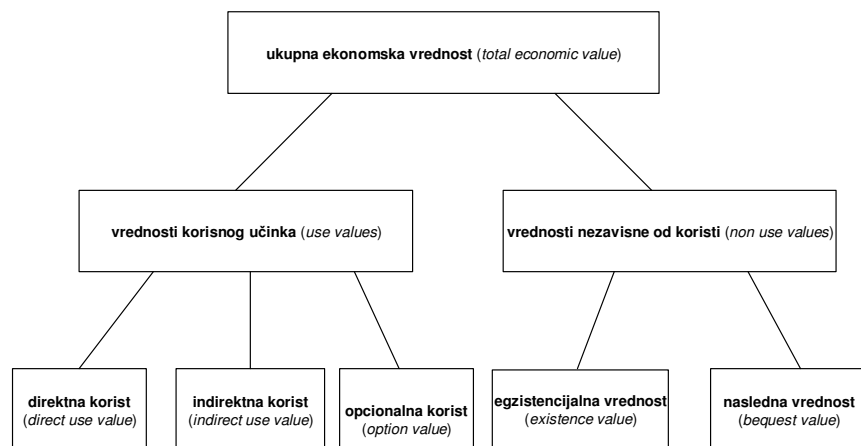 ukupna ekonomska vrednost (total economic value)
vrednosti korisnog učinka (use values)
vrednosti nezavisne od koristi (non use values)
direktna korist
(direct use value)
indirektna korist
(indirect use value)
opcionalna korist
(option value)
egzistencijalna vrednost
(existence value)
nasledna vrednost
(bequest value)